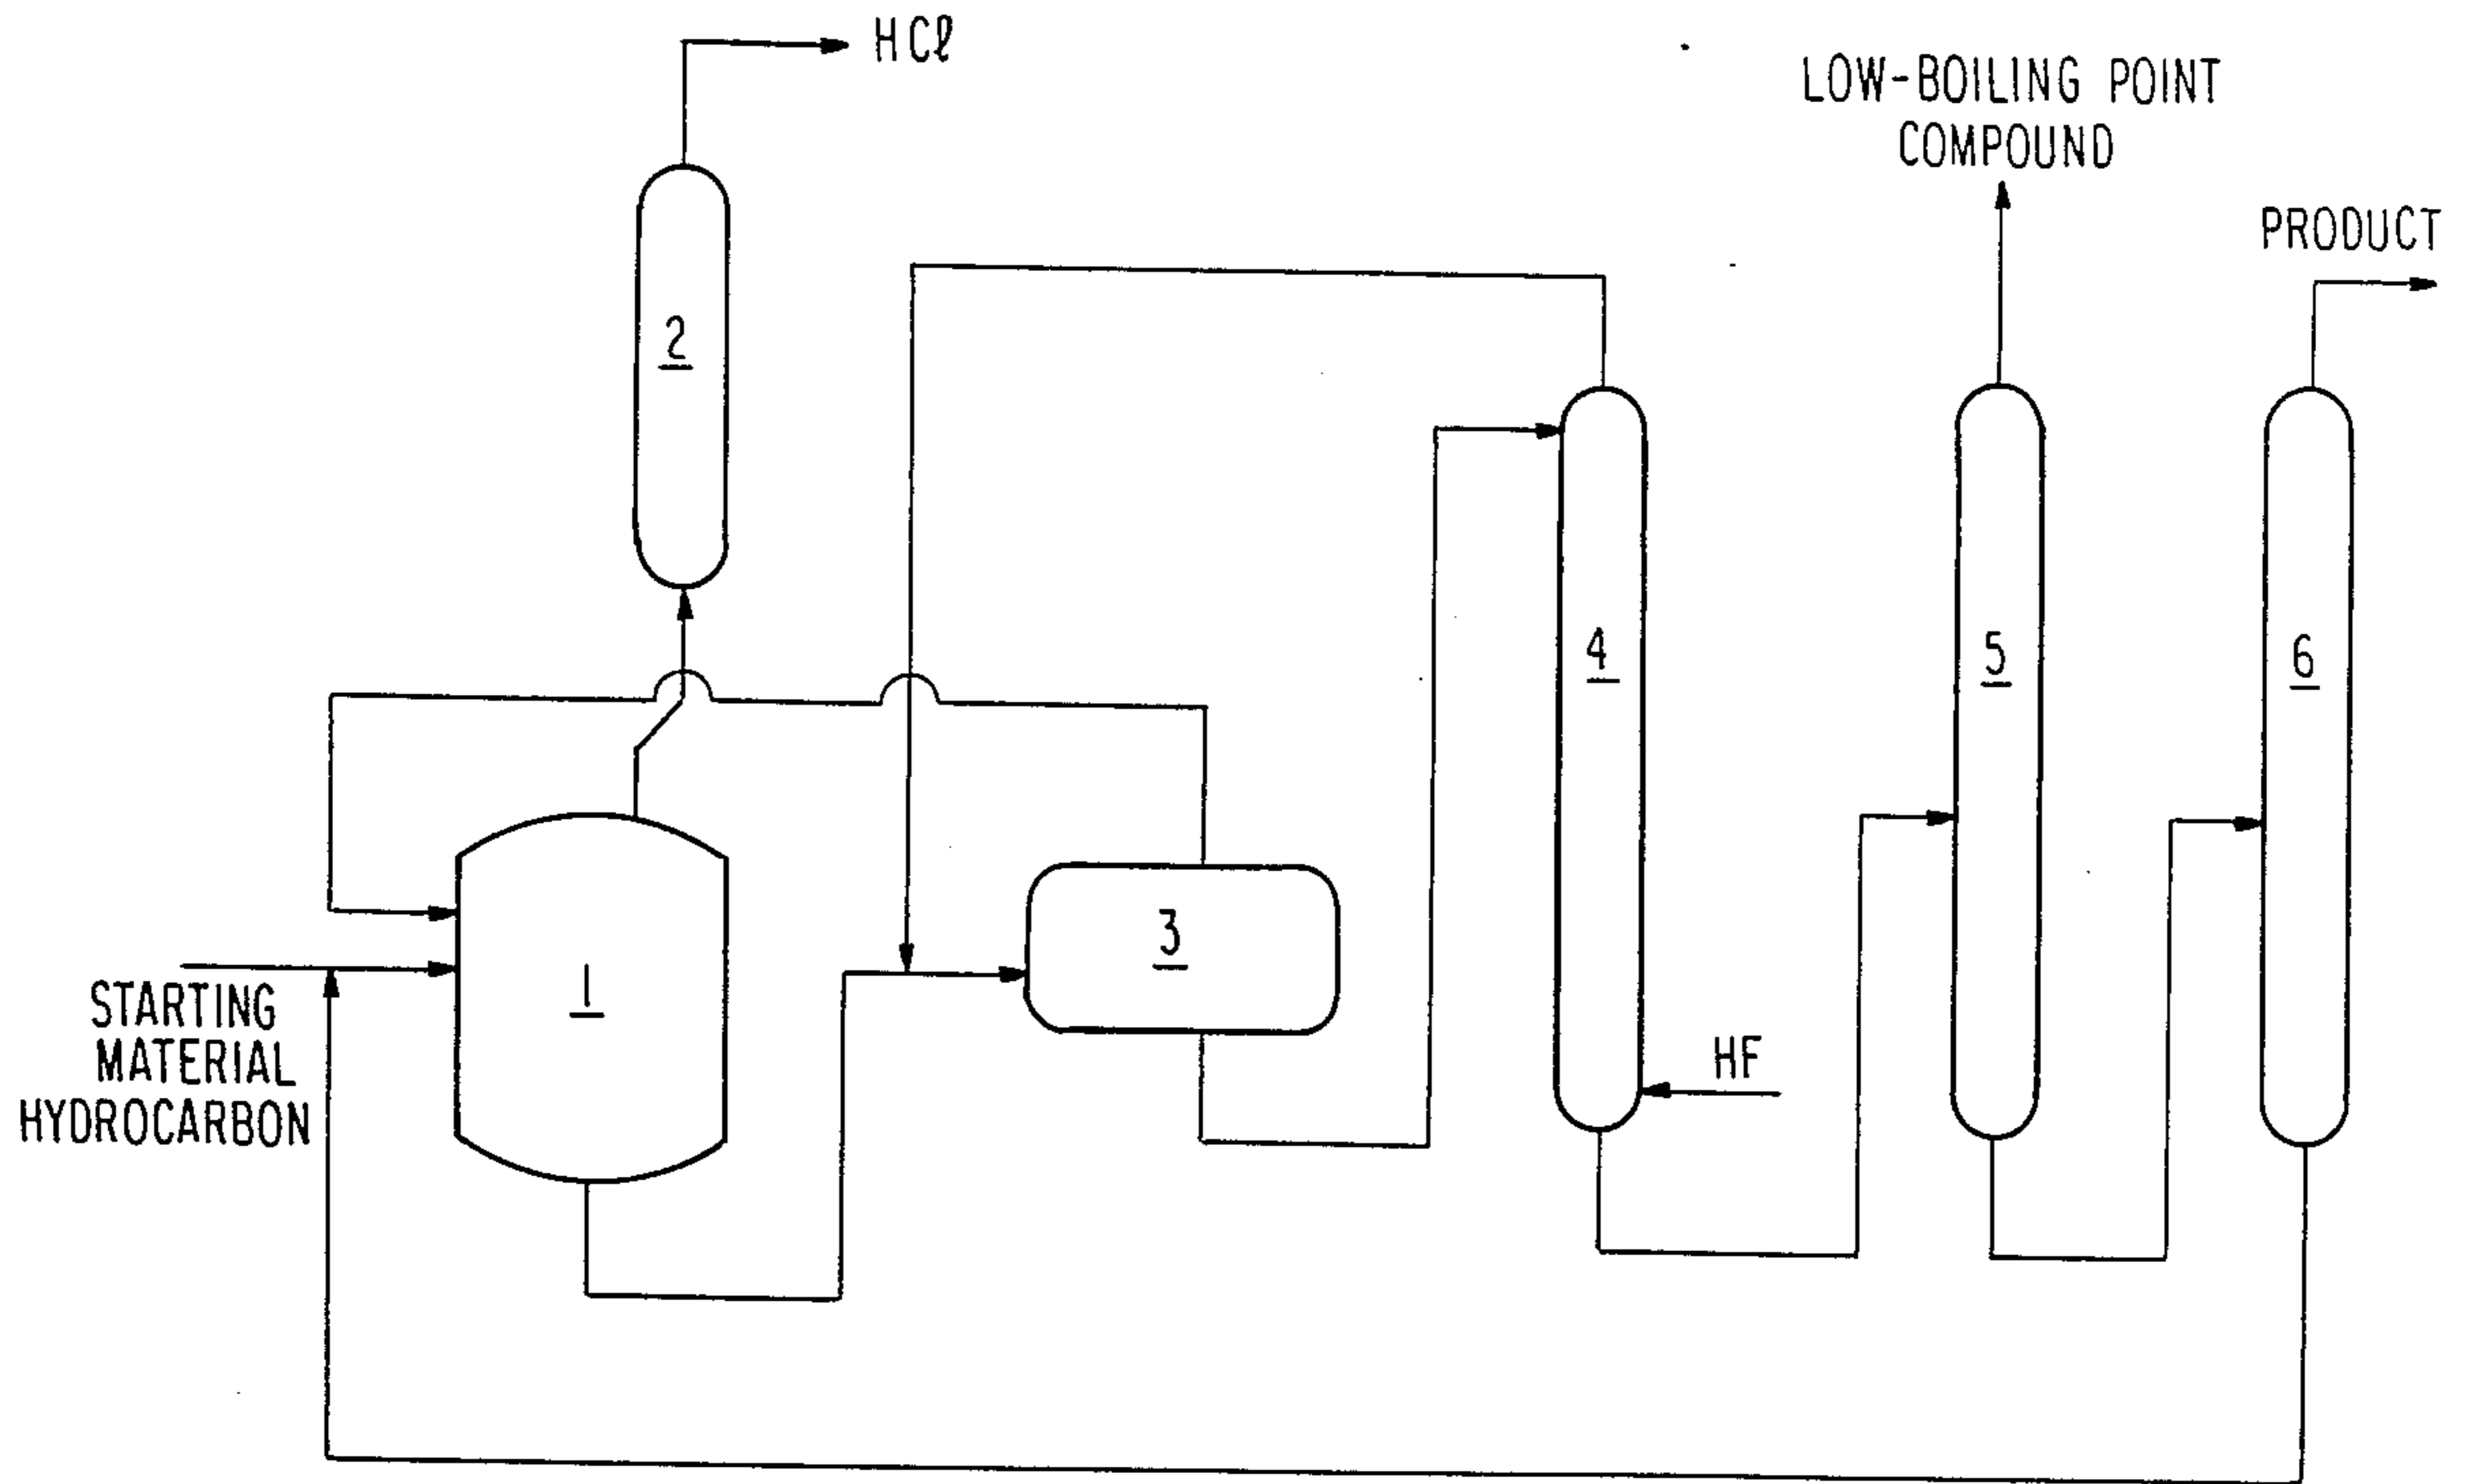 HCl
LOW-BOILING POINT
COMPOUND
PRODUCT
2
4
5
6
3
1
STARTING
MATERIAL
HYDROCARBON
HF